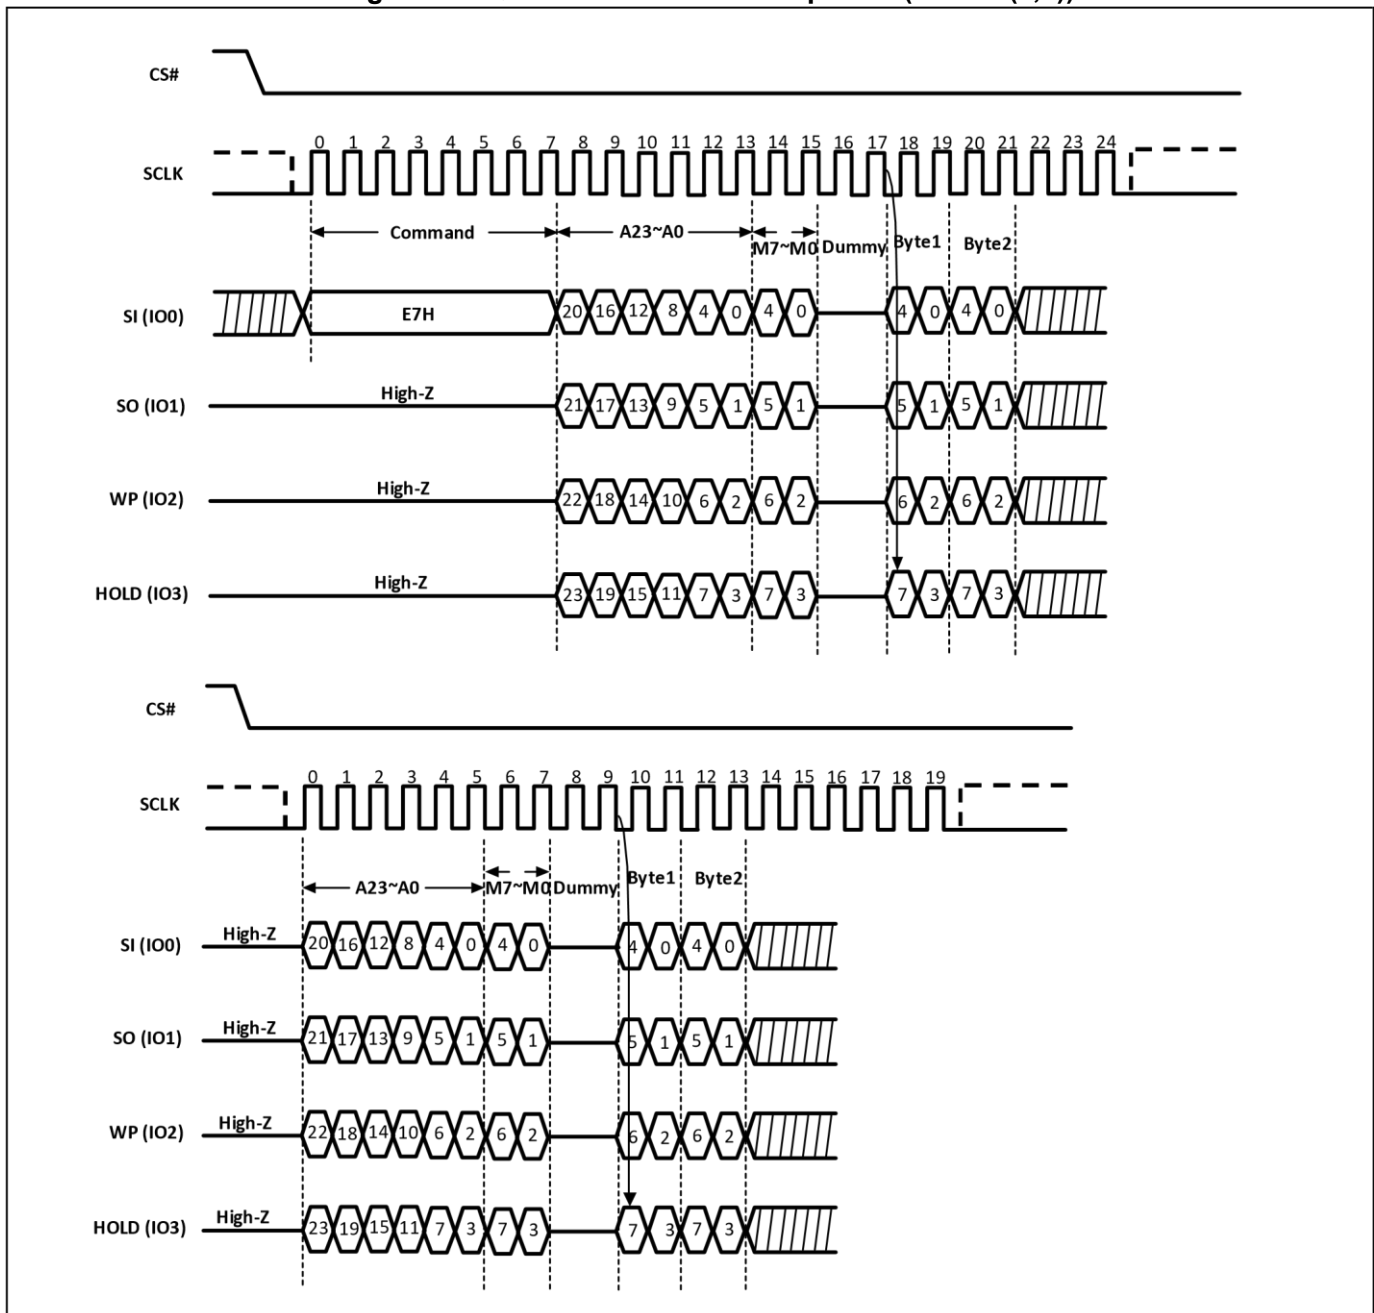 CS#
0 1 2 3 4 5 6 7 8 9 10 11 12 13 14 15 16 17 18 19 20 21 22 23 24
SCLK
Command A23~A0 M7~M0 Dummy Byte1 Byte2
SI (IO0) E7H 20 16 12 8 4 0 4 0 4 0 4 0
SO (IO1) High-Z 21 17 13 9 5 1 5 1 5 1 5 1
WP (IO2) High-Z 22 18 14 10 6 2 6 2 6 2 6 2
HOLD (IO3) High-Z 23 19 15 11 7 3 7 3 7 3 7 3
CS#
0 1 2 3 4 5 6 7 8 9 10 11 12 13 14 15 16 17 18 19
SCLK
A23~A0 M7~M0 Dummy Byte1 Byte2
SI (IO0) High-Z 20 16 12 8 4 0 4 0 4 0 4 0
SO (IO1) High-Z 21 17 13 9 5 1 5 1 5 1 5 1
WP (IO2) High-Z 22 18 14 10 6 2 6 2 6 2 6 2
HOLD (IO3) High-Z 23 19 15 11 7 3 7 3 7 3 7 3